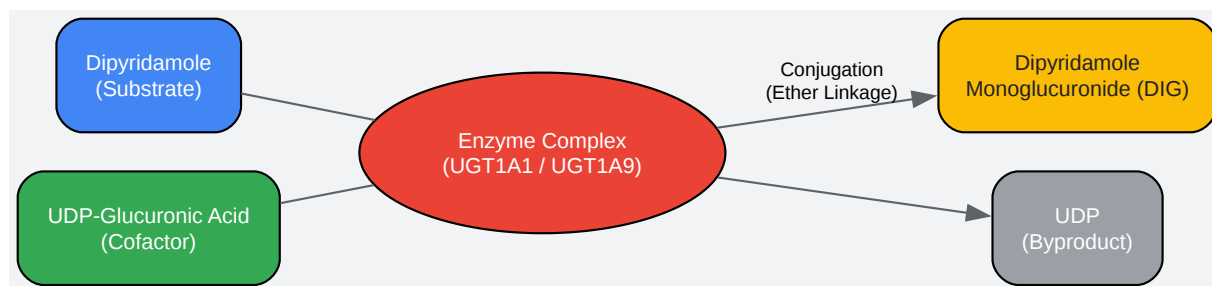 Dipyridamole
(Substrate)
UDP-Glucuronic Acid
(Cofactor)
Enzyme Complex
(UGT1A1 / UGT1A9)
Conjugation
(Ether Linkage)
Dipyridamole
Monoglucuronide (DIG)
UDP
(Byproduct)